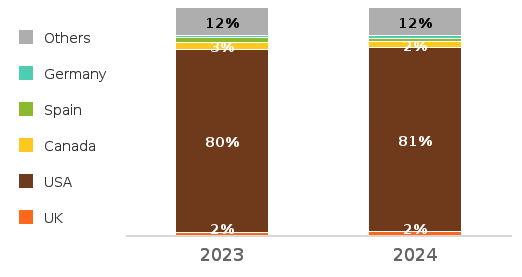 Others
Germany
Spain
Canada
USA
UK
12%
3%
80%
2%
12%
2%
81%
2%
2023
2024